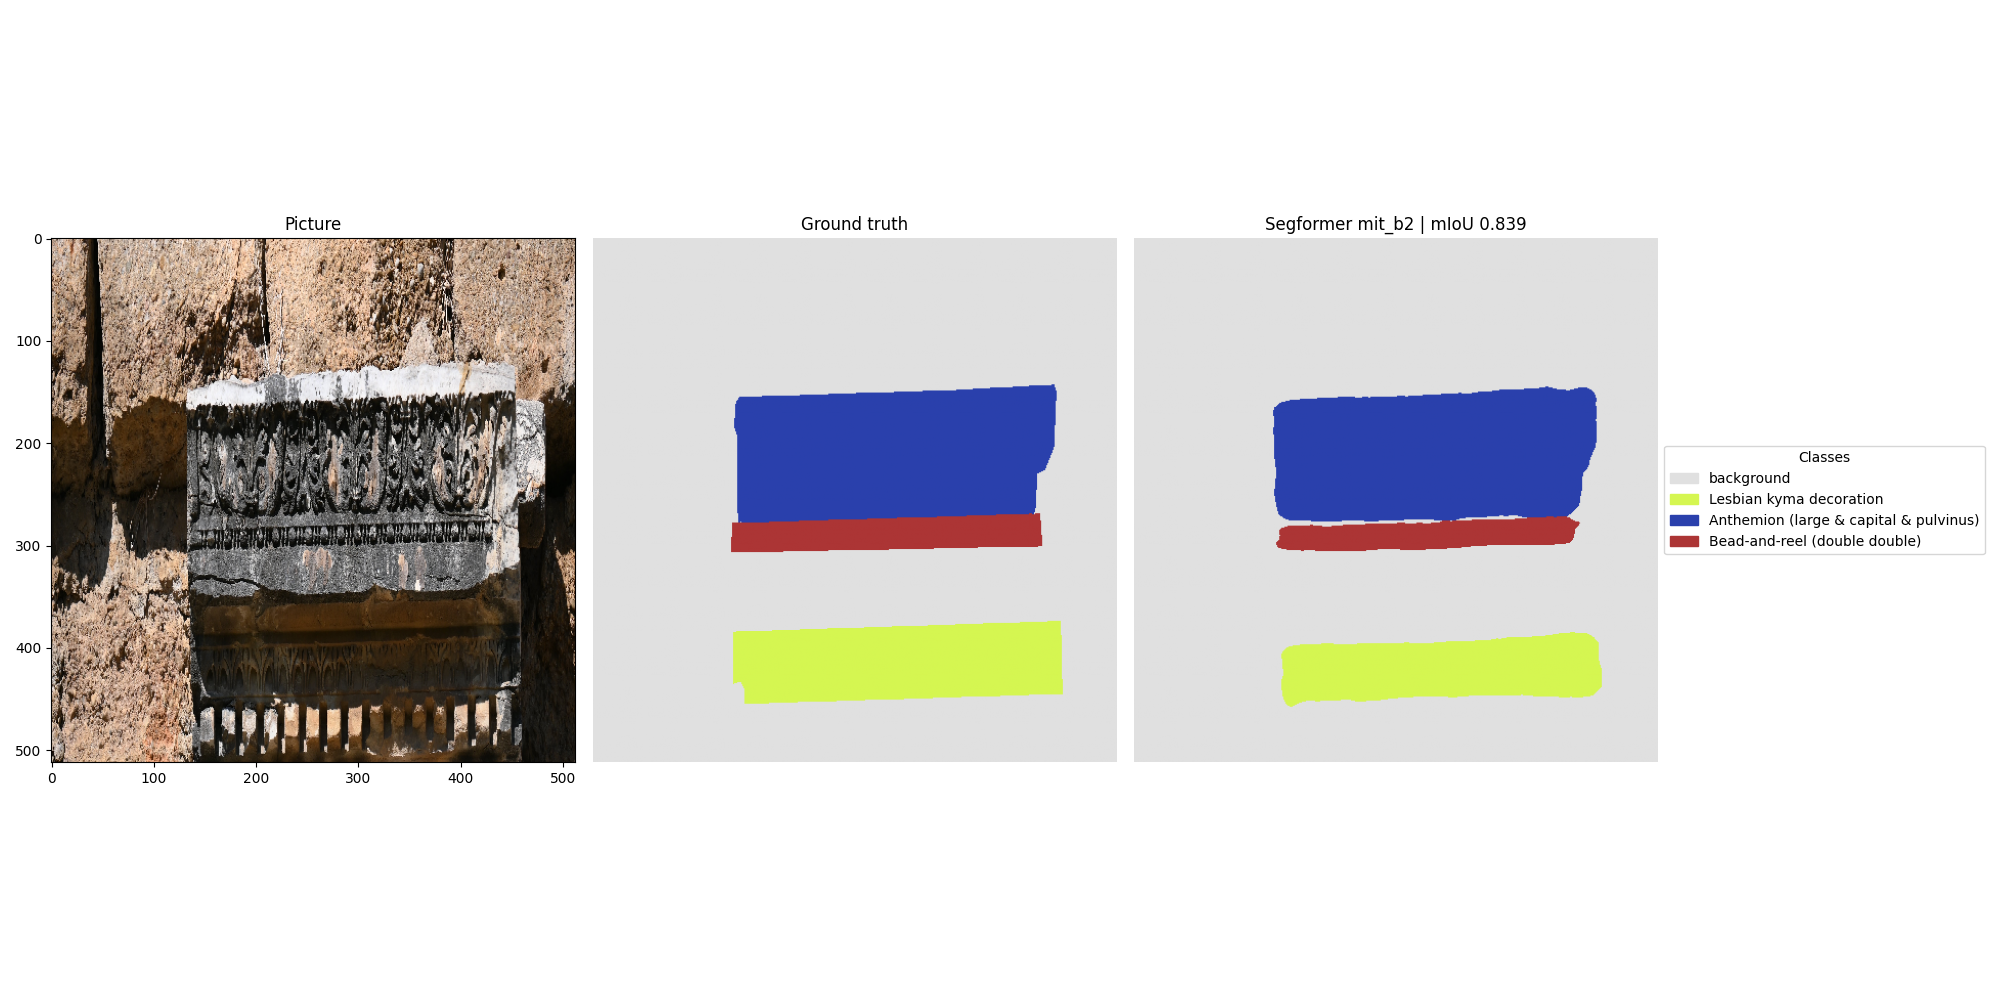 Picture
Ground truth
Segformer mit_b2 | mIoU 0.839
0
100
200
300
400
500
0 100 200 300 400 500
Classes
background
Lesbian kyma decoration
Anthemion (large & capital & pulvinus)
Bead-and-reel (double double)